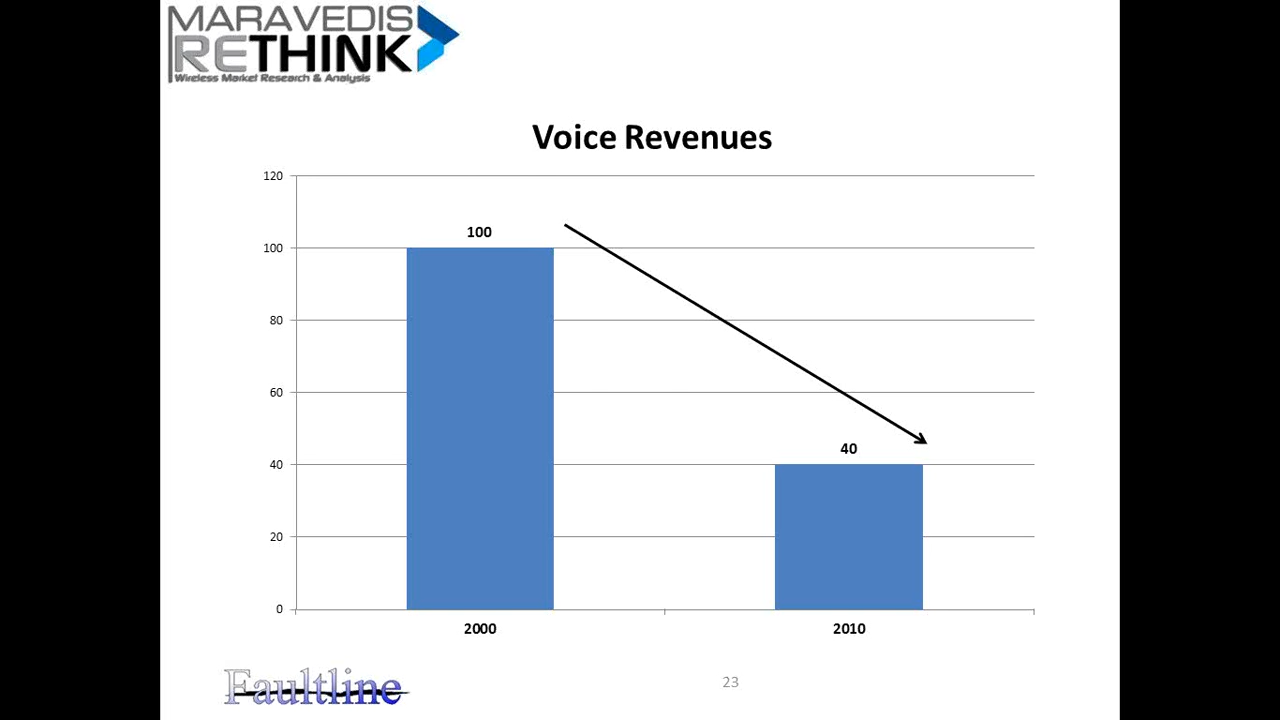 MARAVEDIS
RETHINK
Wireless Market Research & Analysis
Voice Revenues
120
100
100
80
60
40
40
20
0
2000
2010
Faultline
23